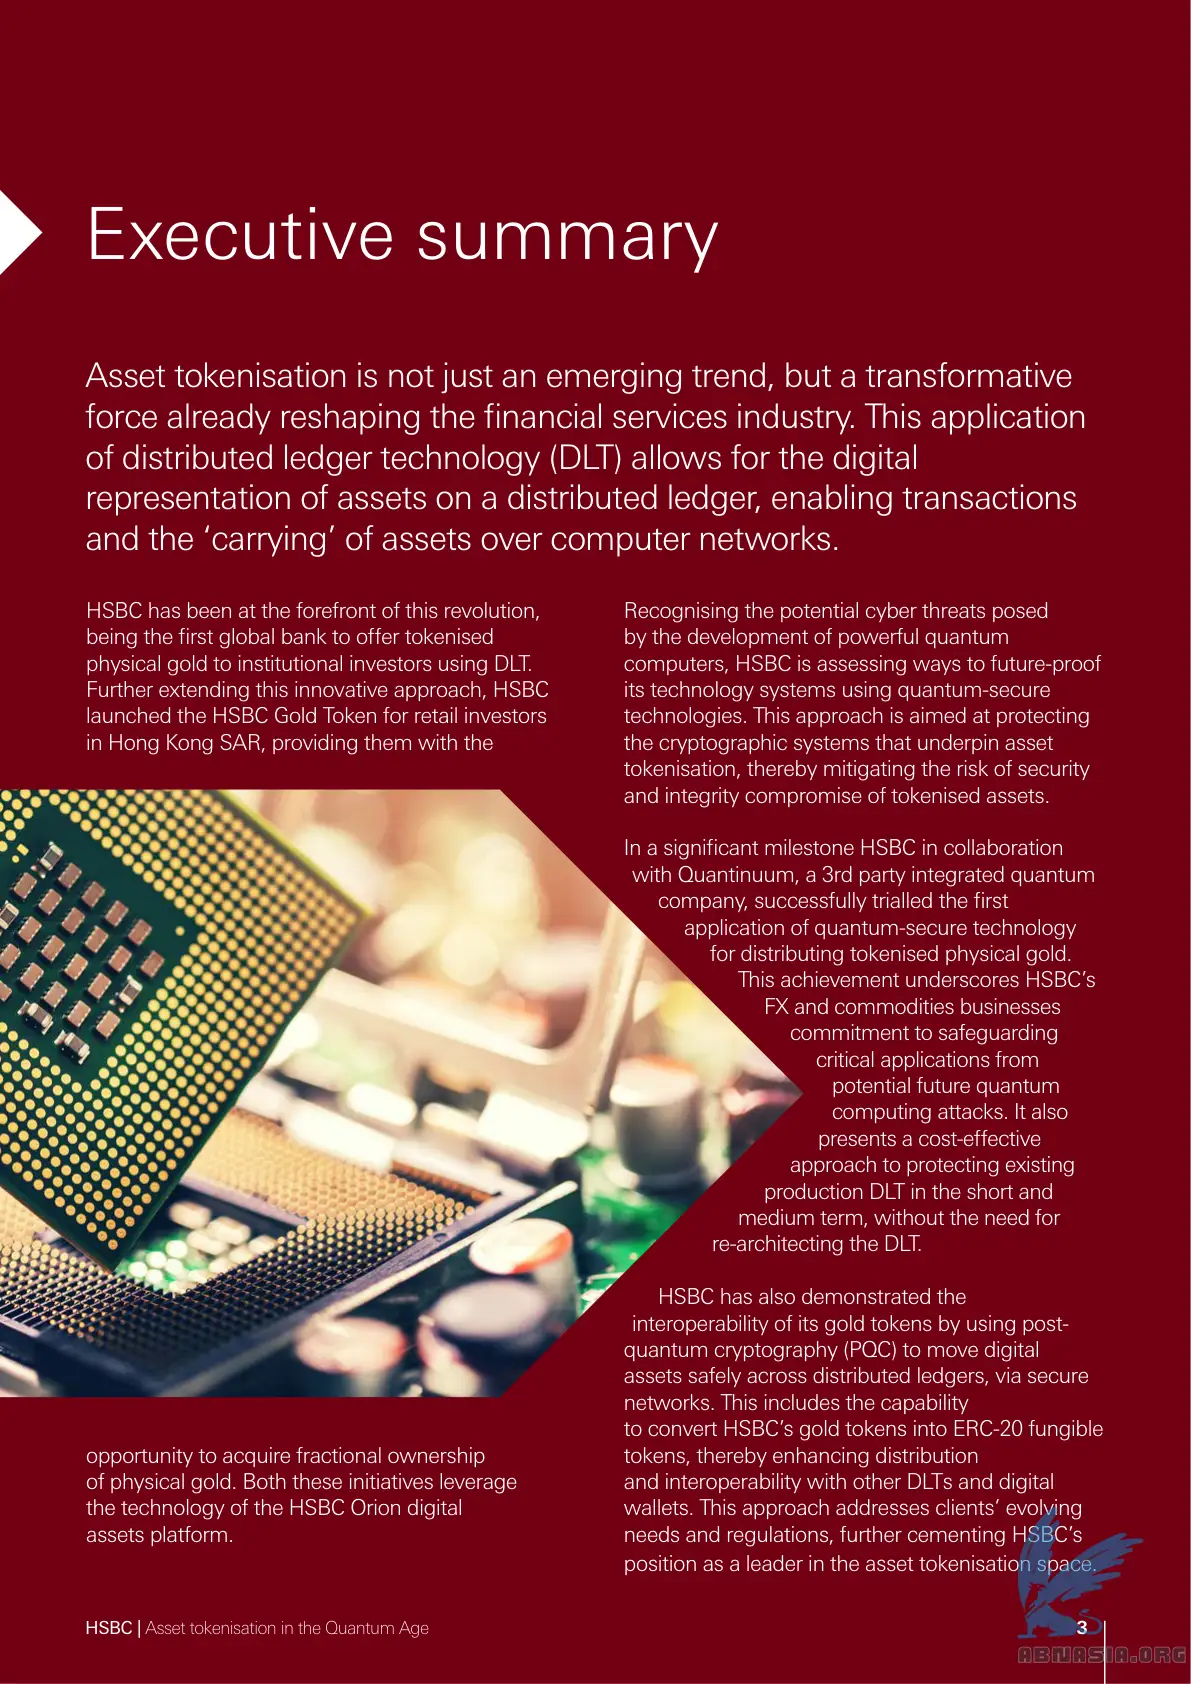 Executive summary
Asset tokenisation is not just an emerging trend, but a transformative
force already reshaping the financial services industry. This application
of distributed ledger technology (DLT) allows for the digital
representation of assets on a distributed ledger, enabling transactions
and the ‘carrying’ of assets over computer networks.
HSBC has been at the forefront of this revolution,
being the first global bank to offer tokenised
physical gold to institutional investors using DLT.
Further extending this innovative approach, HSBC
launched the HSBC Gold Token for retail investors
in Hong Kong SAR, providing them with the
opportunity to acquire fractional ownership
of physical gold. Both these initiatives leverage
the technology of the HSBC Orion digital
assets platform.
Recognising the potential cyber threats posed
by the development of powerful quantum
computers, HSBC is assessing ways to future-proof
its technology systems using quantum-secure
technologies. This approach is aimed at protecting
the cryptographic systems that underpin asset
tokenisation, thereby mitigating the risk of security
and integrity compromise of tokenised assets.
In a significant milestone HSBC in collaboration
with Quantinuum, a 3rd party integrated quantum
company, successfully trialled the first
application of quantum-secure technology
for distributing tokenised physical gold.
This achievement underscores HSBC’s
FX and commodities businesses
commitment to safeguarding
critical applications from
potential future quantum
computing attacks. It also
presents a cost-effective
approach to protecting existing
production DLT in the short and
medium term, without the need for
re-architecting the DLT.
HSBC has also demonstrated the
interoperability of its gold tokens by using post-
quantum cryptography (PQC) to move digital
assets safely across distributed ledgers, via secure
networks. This includes the capability
to convert HSBC’s gold tokens into ERC-20 fungible
tokens, thereby enhancing distribution
and interoperability with other DLTs and digital
wallets. This approach addresses clients’ evolving
needs and regulations, further cementing HSBC’s
position as a leader in the asset tokenisation space.
HSBC | Asset tokenisation in the Quantum Age
3
ABNASIA.ORG